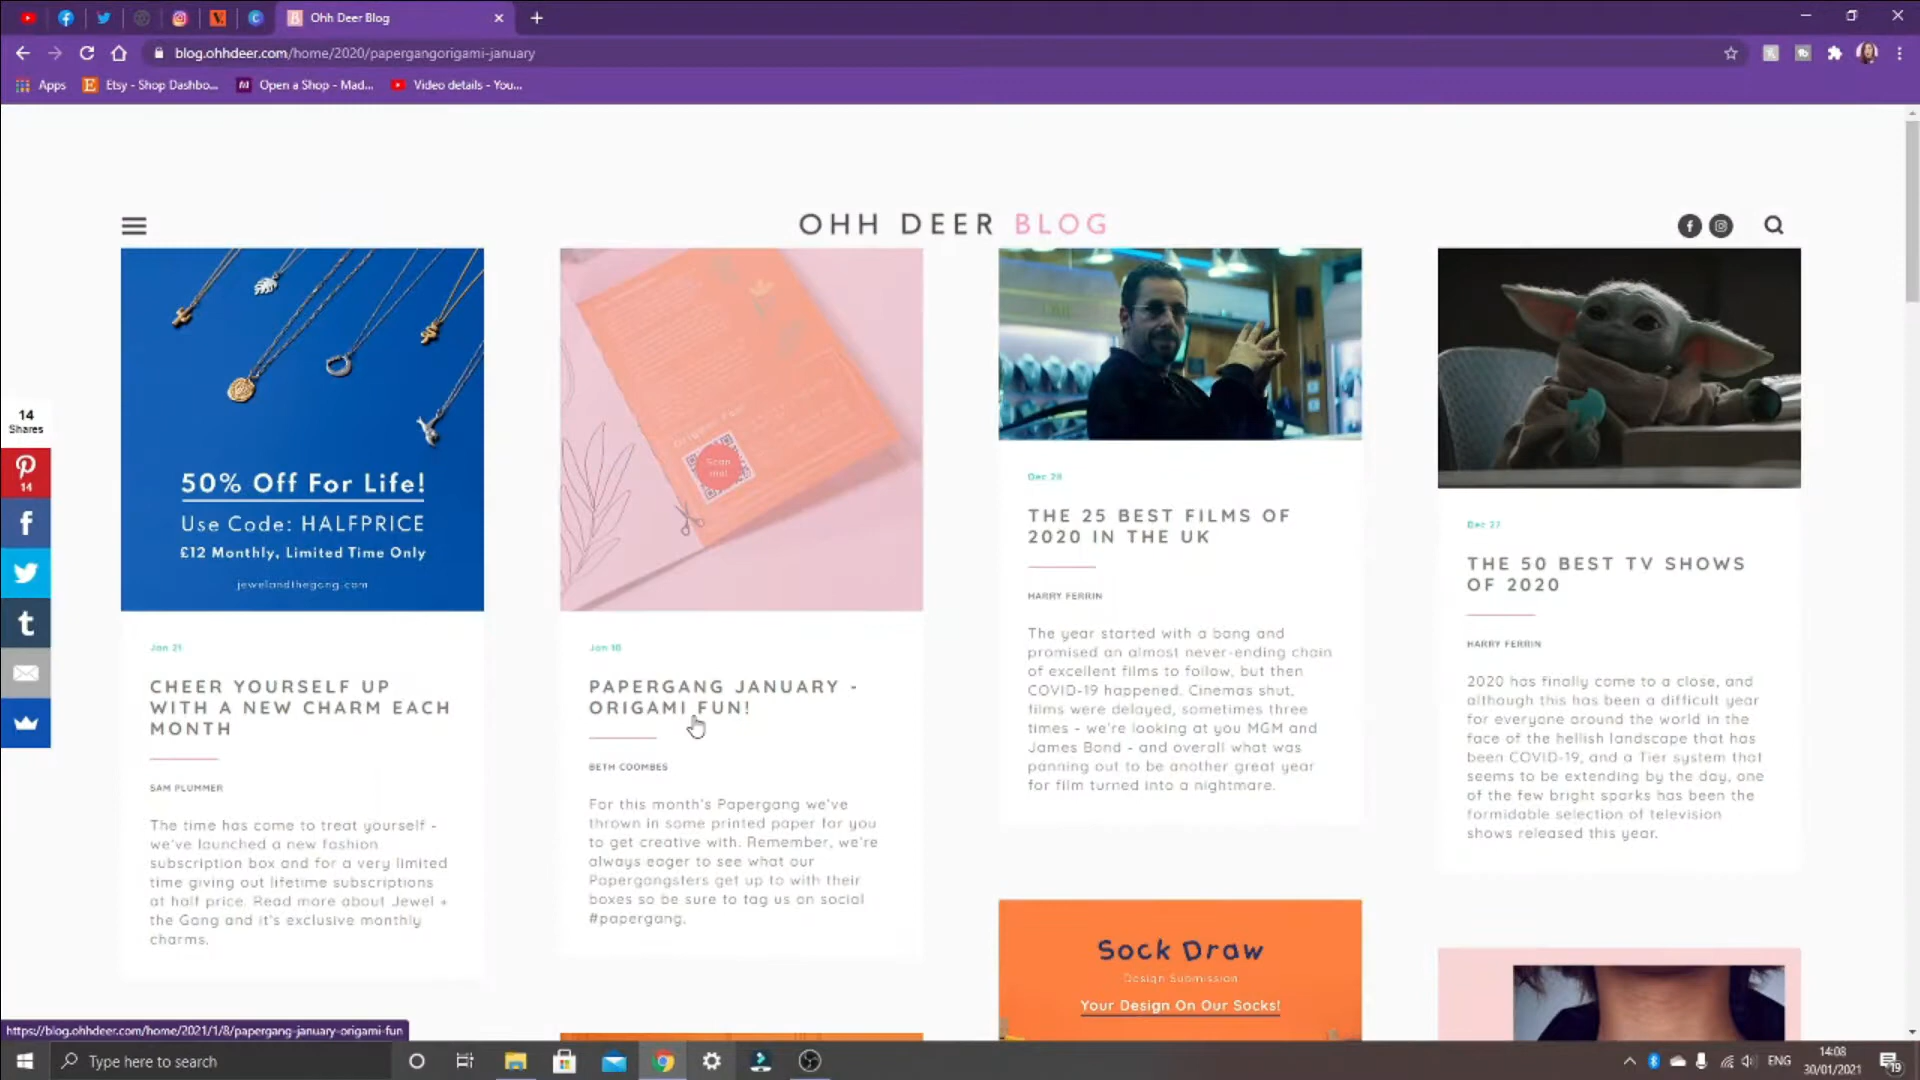 Ohh Deer Blog
blog.ohhdeer.com/home/2020/papergangorigami-january
Apps
Etsy - Shop Dashbo...
Open a Shop - Mad...
Video details - You...
OHH DEER BLOG
14
Shares
14
50% Off For Life!
Use Code: HALFPRICE
£12 Monthly, Limited Time Only
jewelandthegang.com
Jan 21
CHEER YOURSELF UP
WITH A NEW CHARM EACH
MONTH
SAM PLUMMER
The time has come to treat yourself -
we've launched a new fashion
subscription box and for a very limited
time giving out lifetime subscriptions
at half price. Read more about Jewel +
the Gang and it's exclusive monthly
charms.
Scan
me!
PAPERGANG JANUARY -
ORIGAMI FUN!
BETH COOMBES
For this month's Papergang we've
thrown in some printed paper for you
to get creative with. Remember, we're
always eager to see what our
Papergangsters get up to with their
boxes so be sure to tag us on social
#papergang.
THE 25 BEST FILMS OF
2020 IN THE UK
HARRY FERRIN
The year started with a bang and
promised an almost never-ending chain
of excellent films to follow, but then
COVID-19 happened. Cinemas shut,
films were delayed, sometimes three
times - we're looking at you MGM and
James Bond - and overall what was
panning out to be another great year
for film turned into a nightmare.
Sock Draw
Design Submission
Your Design On Our Socks!
Dec 27
THE 50 BEST TV SHOWS
OF 2020
HARRY FERRIN
2020 has finally come to a close, and
although this has been a difficult year
for everyone around the world in the
face of the hellish landscape that has
been COVID-19, and a Tier system that
seems to be extending by the day, one
of the few bright sparks has been the
formidable selection of television
shows released this year.
https://blog.ohhdeer.com/home/2021/1/8/papergang-january-origami-fun
Type here to search
ENG
14:08
30/01/2021
19